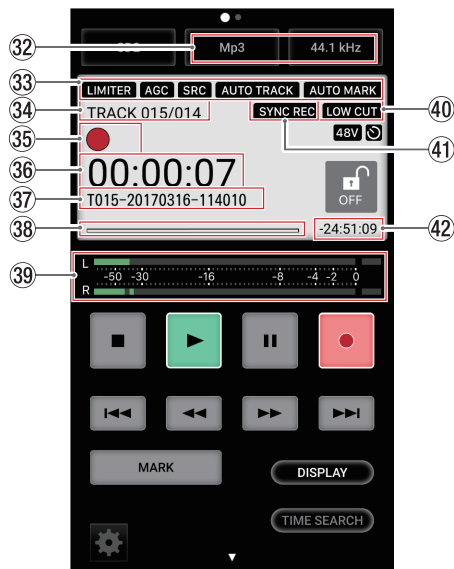 32 Mp3 44.1 kHz
33 LIMITER AGC SRC AUTO TRACK AUTO MARK
34 TRACK 015/014 SYNC REC LOW CUT 40
35 48V 41
36 00:00:07
37 T015-20170316-114010 OFF
38 -24:51:09 42
L
39 -50 -30 -16 -8 -4 -2 0
R
MARK DISPLAY
TIME SEARCH